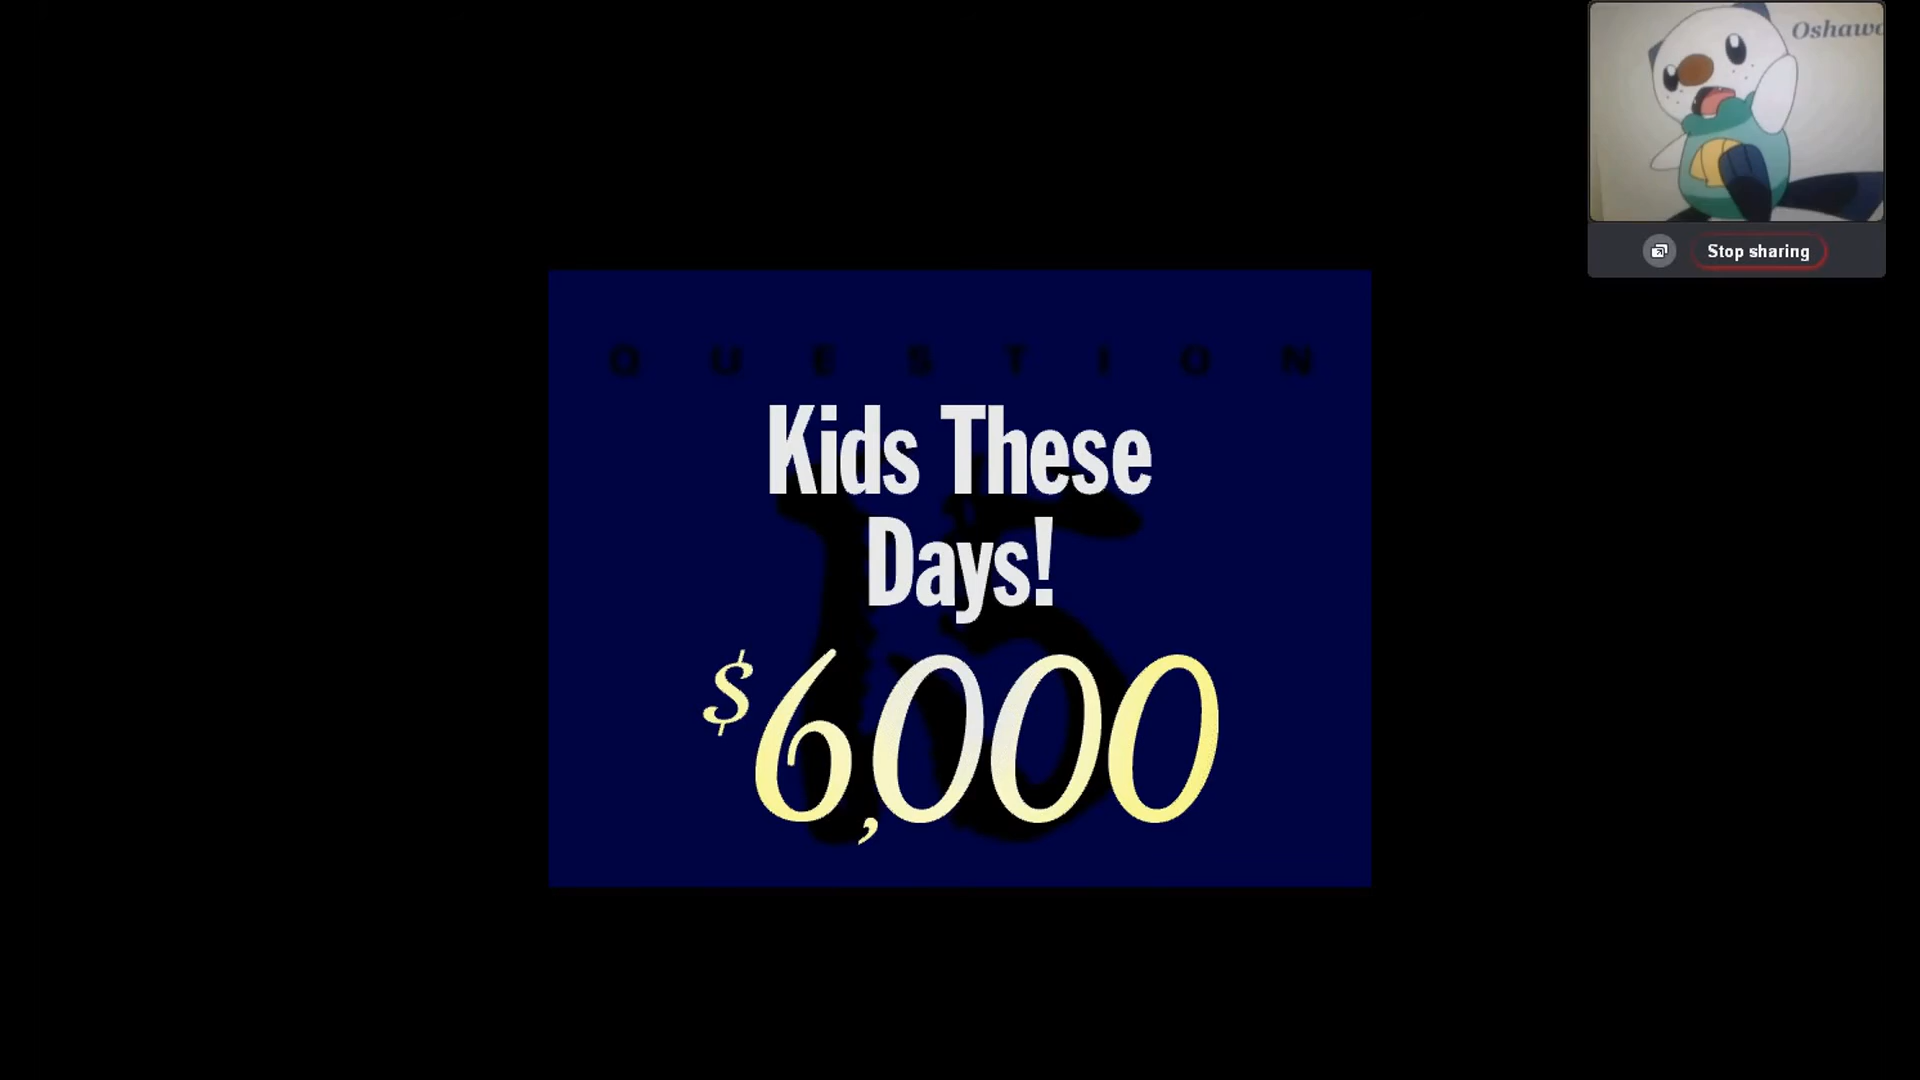 Oshawo
Stop sharing
QUESTION
Kids These
Days!
$6,000